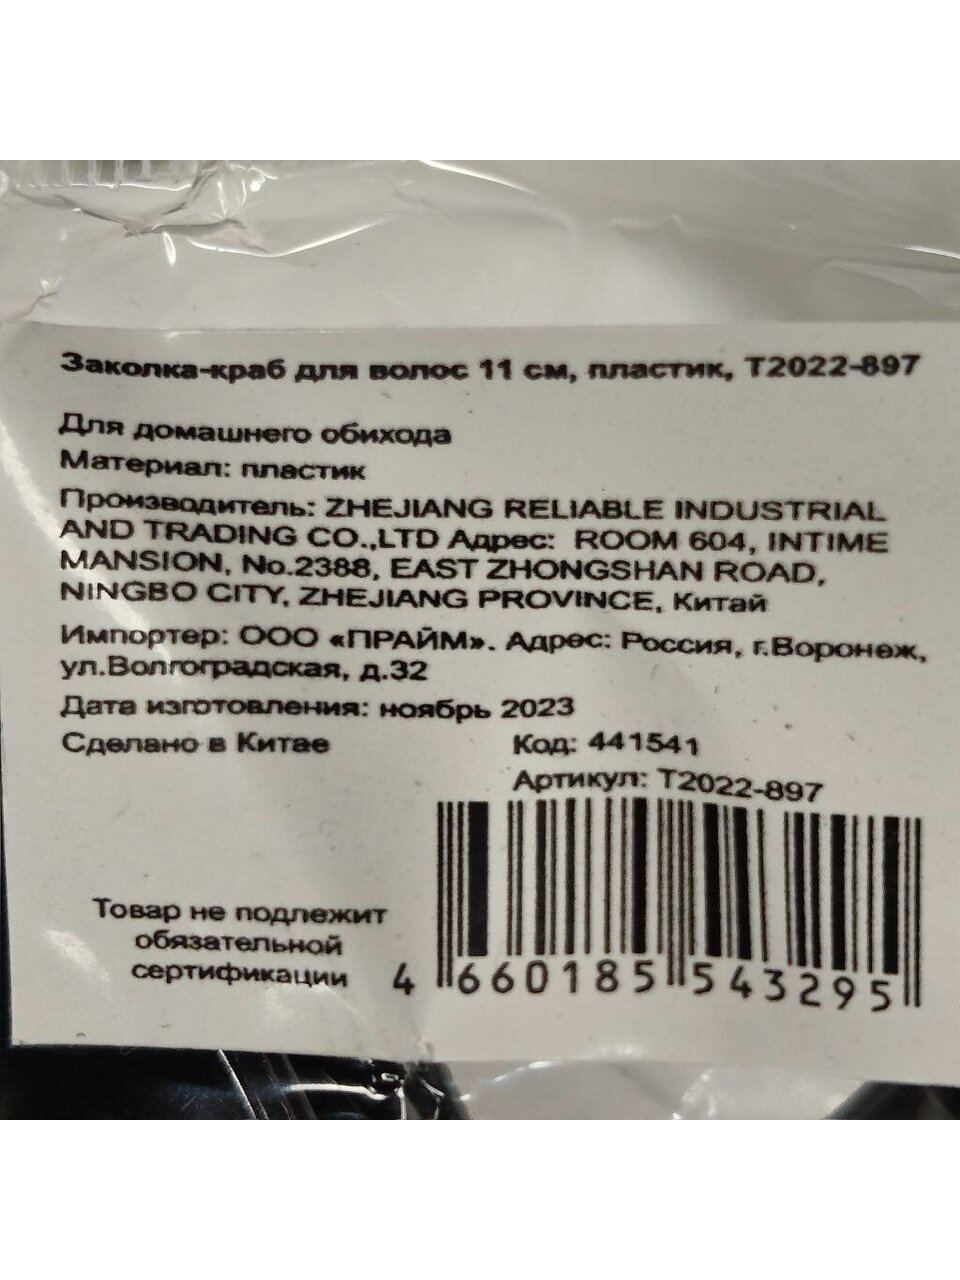 Заколка-краб для волос 11 см, пластик, Т2022-897
Для домашнего обихода
Материал: пластик
Производитель: ZHEJIANG RELIABLE INDUSTRIAL
AND TRADING CO.,LTD Адрес: ROOM 604, INTIME
MANSION, No.2388, EAST ZHONGSHAN ROAD,
NINGBO CITY, ZHEJIANG PROVINCE, Китай
Импортер: ООО «ПРАЙМ». Адрес: Россия, г.Воронеж,
ул.Волгоградская, д.32
Дата изготовления: ноябрь 2023
Сделано в Китае
Код: 441541
Артикул: Т2022-897
Товар не подлежит
обязательной
сертификации
4 660185 543295